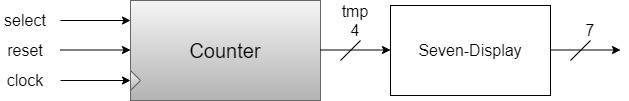 select
reset
clock
Counter
tmp
4
Seven-Display
7